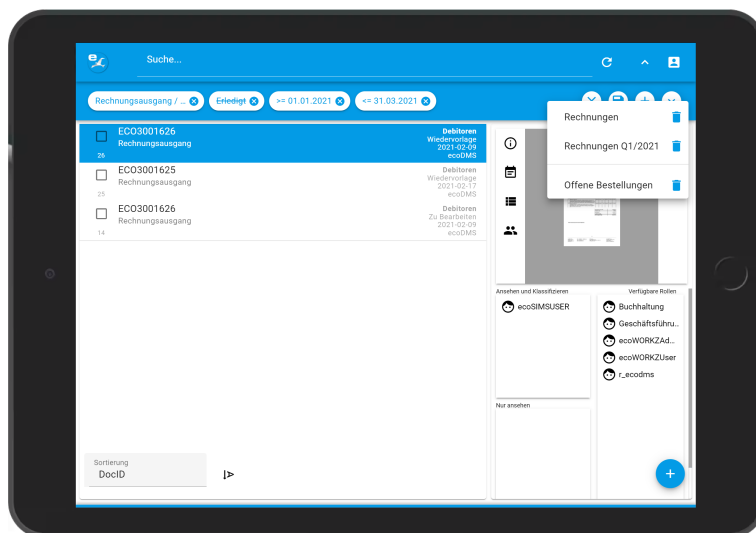 e
Suche...
Rechnungsausgang / ...
Erledigt
>= 01.01.2021
<= 31.03.2021
Rechnungen
Rechnungen Q1/2021
Offene Bestellungen
ECO3001626
Rechnungsausgang
26
Debitoren
Wiedervorlage
2021-02-09
ecoDMS
ECO3001625
Rechnungsausgang
25
Debitoren
Wiedervorlage
2021-02-17
ecoDMS
ECO3001626
Rechnungsausgang
14
Debitoren
Zu Bearbeiten
2021-02-09
ecoDMS
Ansehen und Klassifizieren
ecoSIMSUSER
Nur ansehen
Verfügbare Rollen
Buchhaltung
Geschäftsführu...
ecoWORKZAd...
ecoWORKZUser
r_ecodms
Sortierung
DocID